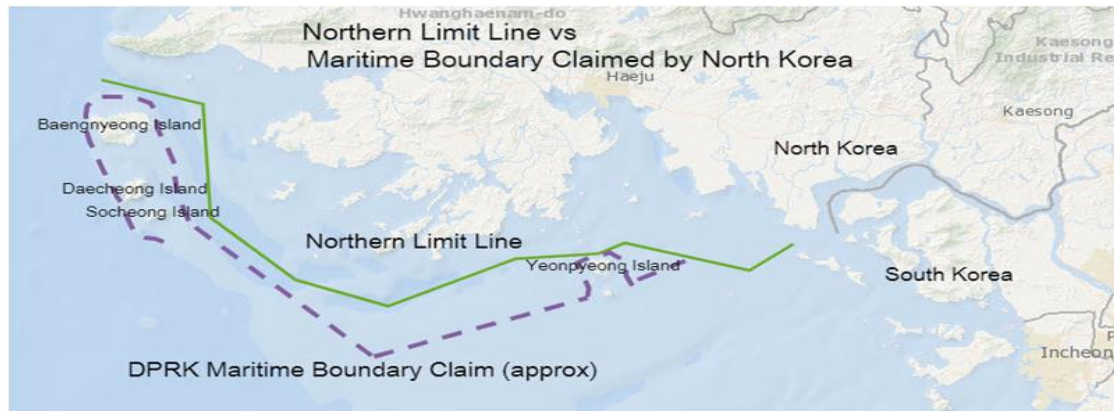 Hwanghaenam-do
Northern Limit Line vs
Maritime Boundary Claimed by North Korea
Kaesong
Industrial Re
Haeju
Kaesong
Baengnyeong Island
North Korea
Daecheong Island
Socheong Island
Northern Limit Line
Yeonpyeong Island
South Korea
Incheon
DPRK Maritime Boundary Claim (approx)